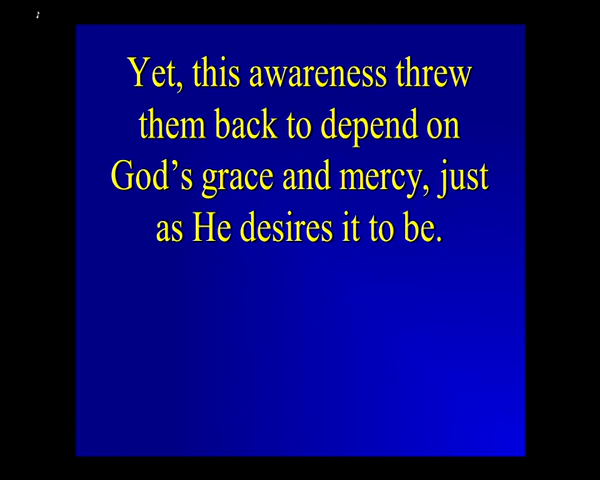 Yet, this awareness threw
them back to depend on
God’s grace and mercy, just
as He desires it to be.